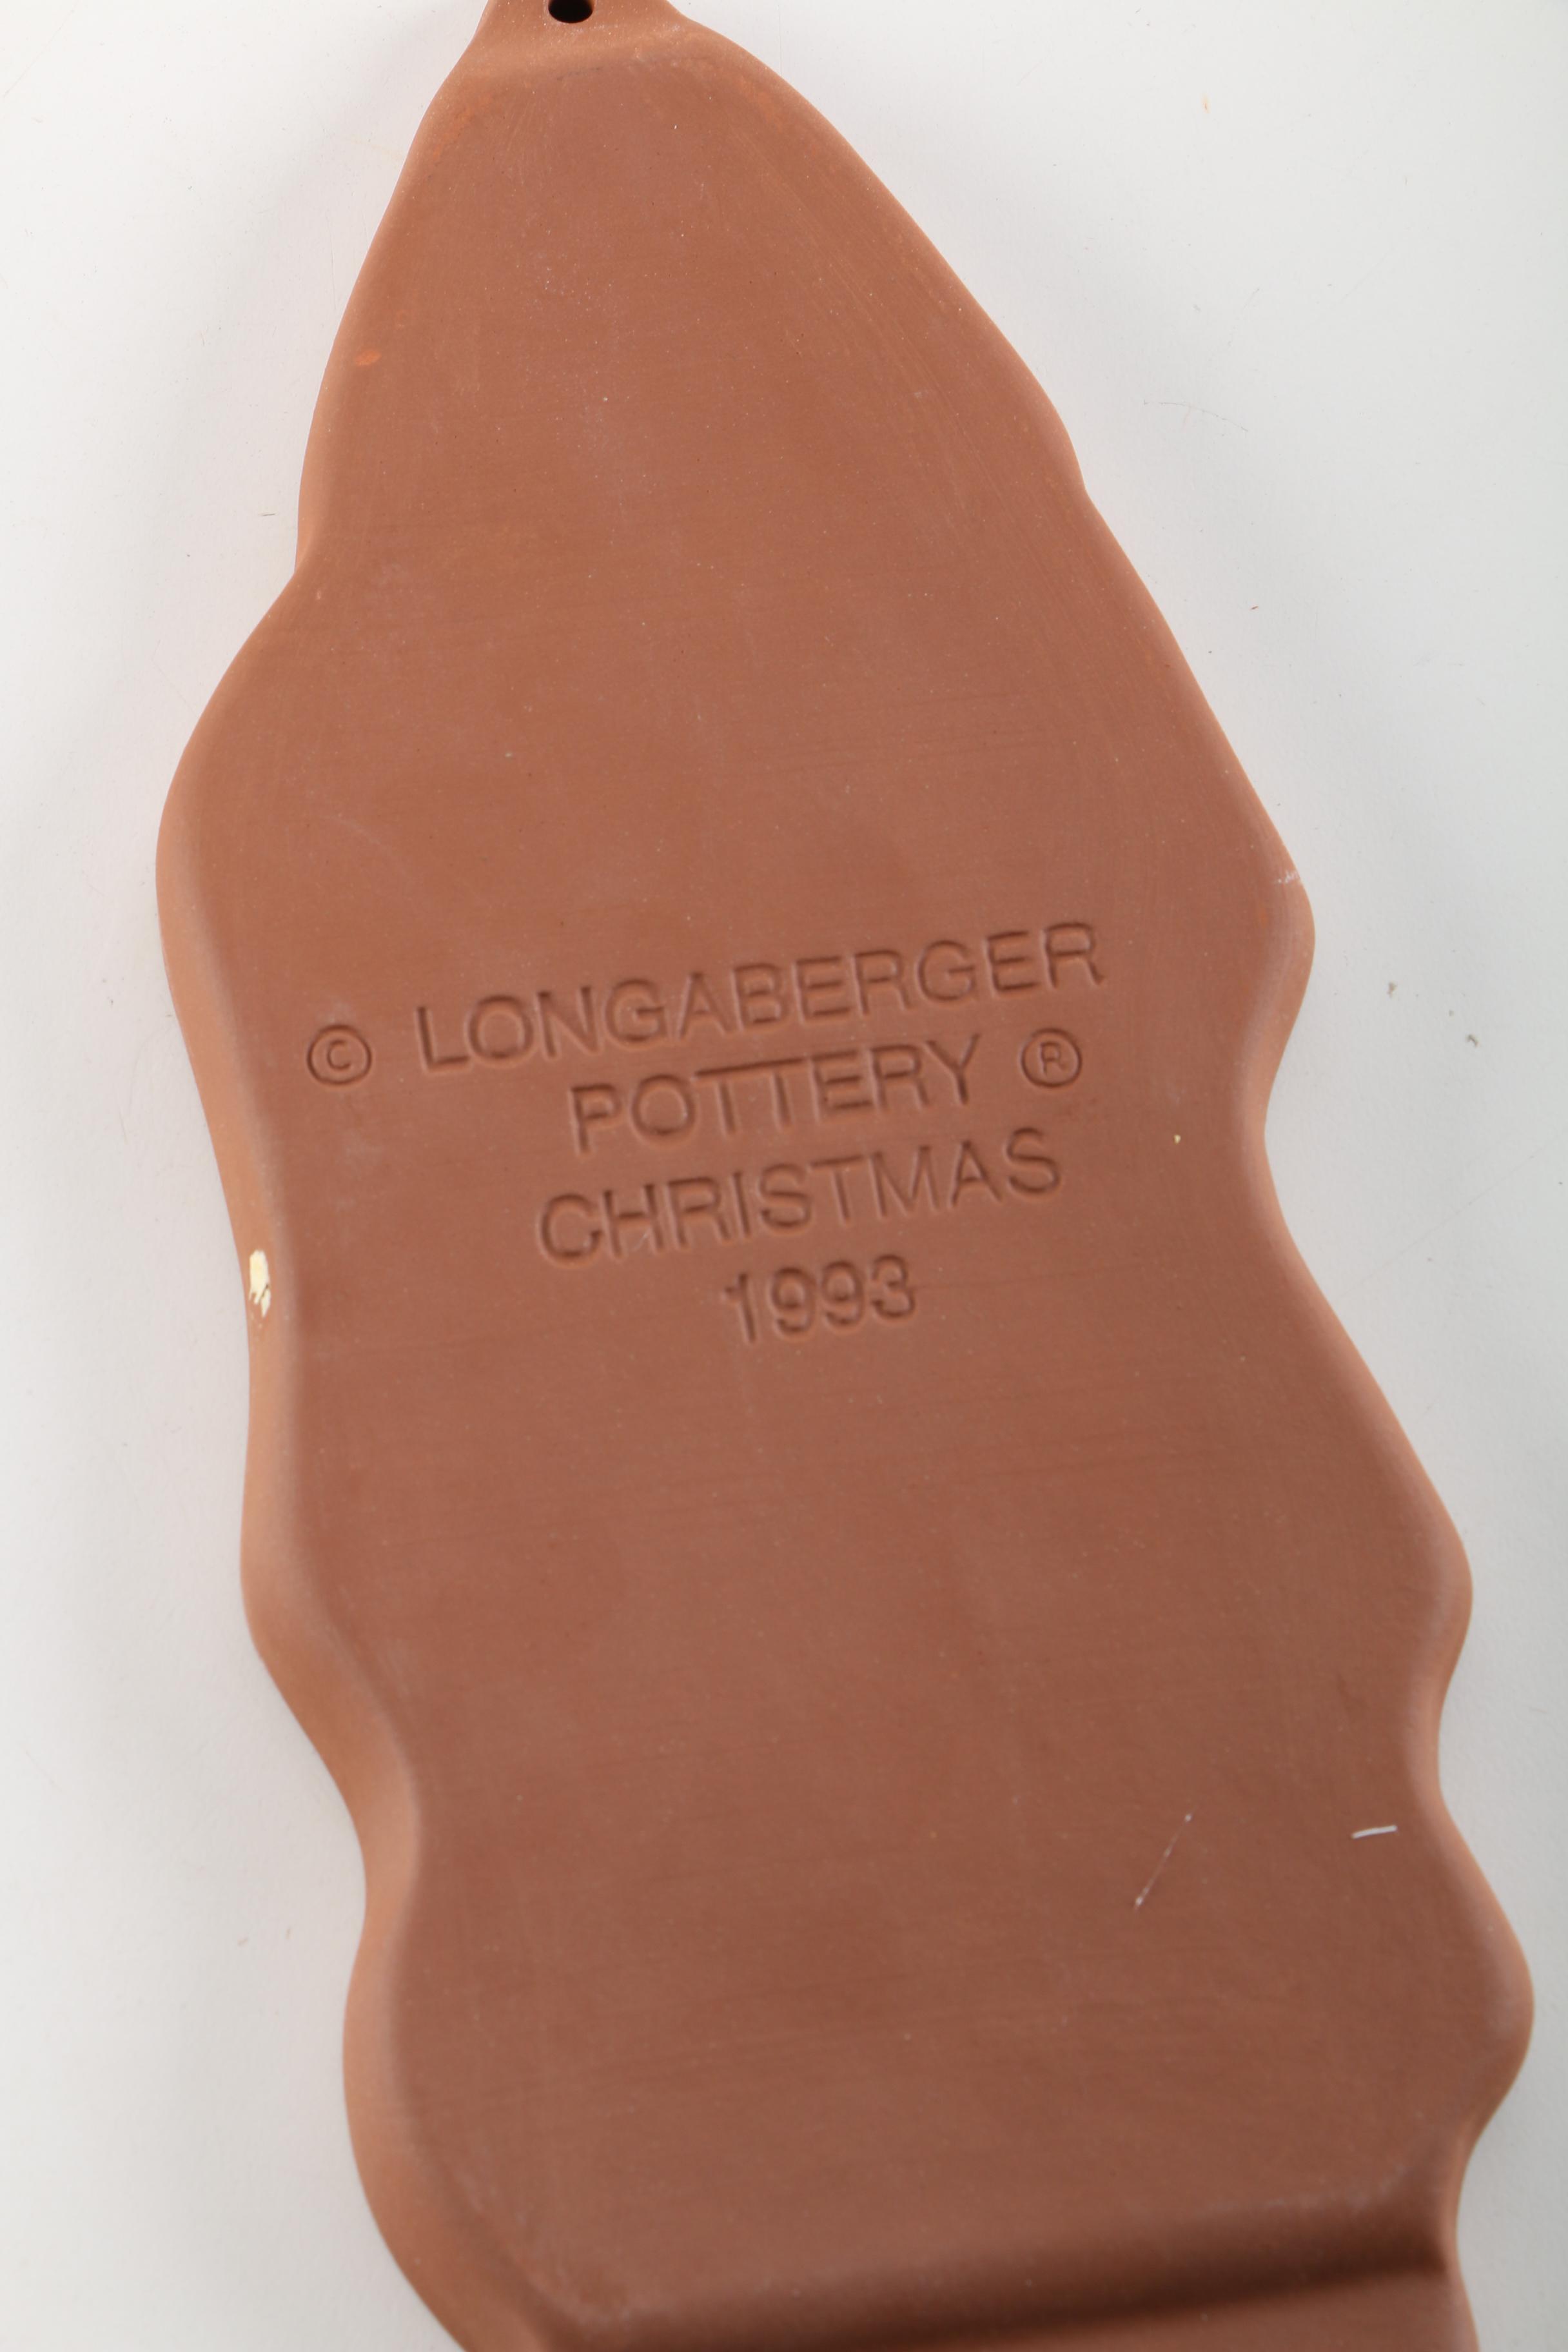 © LONGABERGER
POTTERY ®
CHRISTMAS
1993